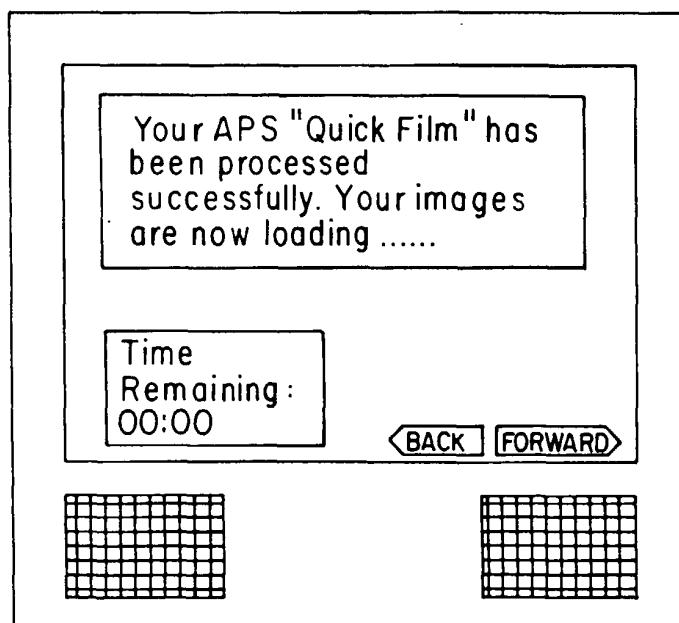 Your APS "Quick Film" has
been processed
successfully. Your images
are now loading ......
Time
Remaining:
00:00
BACK FORWARD